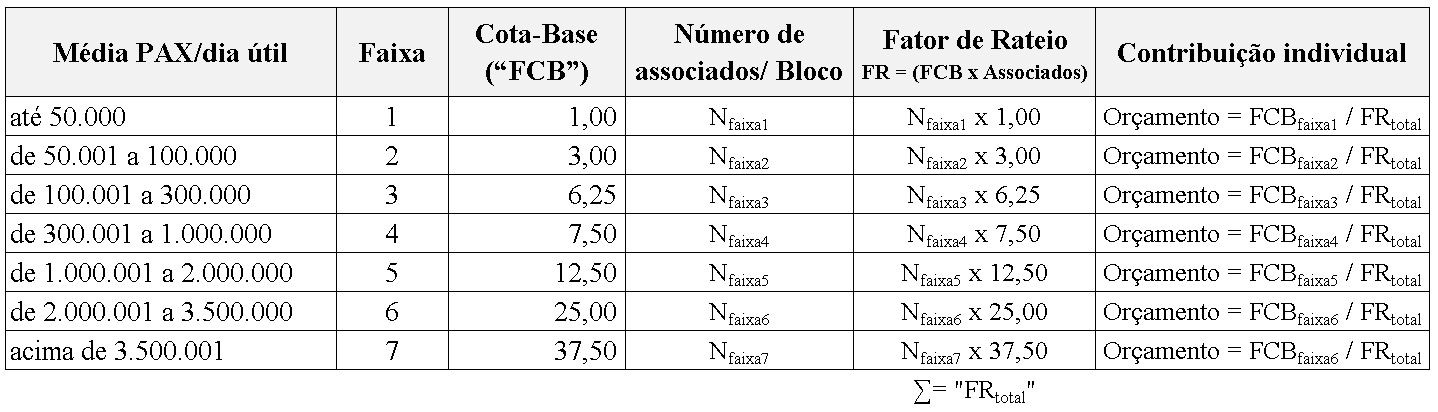 Média PAX/dia útil Faixa Cota-Base (“FCB”) Número de associados/ Bloco Fator de Rateio FR = (FCB x Associados) Contribuição individual
até 50.000 1 1,00 Nfaixa1 Nfaixa1 x 1,00 Orçamento = FCBfaixa1 / FRtotal
de 50.001 a 100.000 2 3,00 Nfaixa2 Nfaixa2 x 3,00 Orçamento = FCBfaixa2 / FRtotal
de 100.001 a 300.000 3 6,25 Nfaixa3 Nfaixa3 x 6,25 Orçamento = FCBfaixa3 / FRtotal
de 300.001 a 1.000.000 4 7,50 Nfaixa4 Nfaixa4 x 7,50 Orçamento = FCBfaixa4 / FRtotal
de 1.000.001 a 2.000.000 5 12,50 Nfaixa5 Nfaixa5 x 12,50 Orçamento = FCBfaixa5 / FRtotal
de 2.000.001 a 3.500.000 6 25,00 Nfaixa6 Nfaixa6 x 25,00 Orçamento = FCBfaixa6 / FRtotal
acima de 3.500.001 7 37,50 Nfaixa7 Nfaixa7 x 37,50 Orçamento = FCBfaixa6 / FRtotal
∑= "FRtotal"